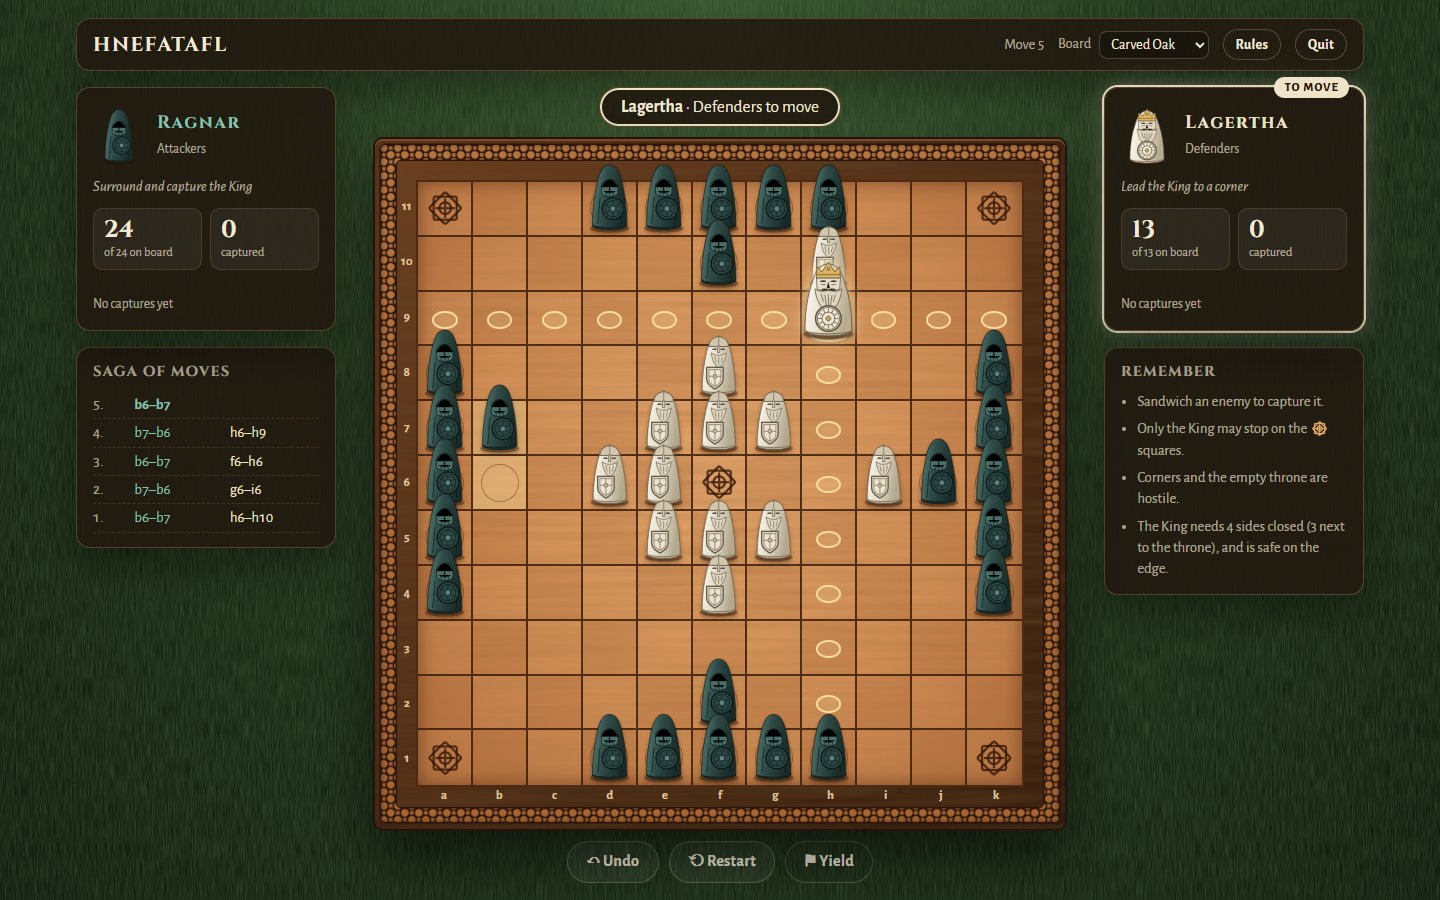 HNEFATAFL
Move 5 Board Carved Oak Rules Quit
RAGNAR
Attackers
Surround and capture the King
24
of 24 on board
0
captured
No captures yet
SAGA OF MOVES
5. b6–b7
4. b7–b6 h6–h9
3. b6–b7 f6–h6
2. b7–b6 g6–i6
1. b6–b7 h6–h10
Lagertha · Defenders to move
11
10
9
8
7
6
5
4
3
2
1
a b c d e f g h i j k
Undo Restart Yield
TO MOVE
LAGERTHA
Defenders
Lead the King to a corner
13
of 13 on board
0
captured
No captures yet
REMEMBER
• Sandwich an enemy to capture it.
• Only the King may stop on the
squares.
• Corners and the empty throne are
hostile.
• The King needs 4 sides closed (3 next
to the throne), and is safe on the
edge.